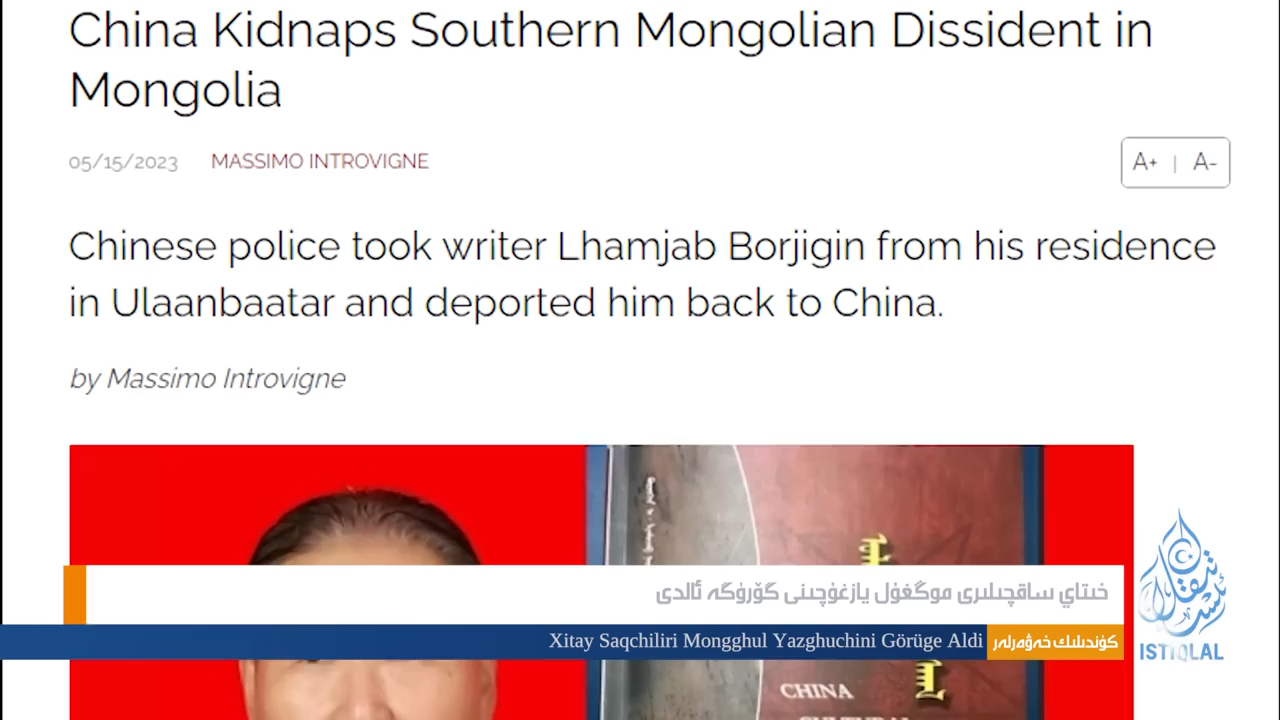 China Kidnaps Southern Mongolian Dissident in
Mongolia
05/15/2023 MASSIMO INTROVIGNE
A+ | A-
Chinese police took writer Lhamjab Borjigin from his residence
in Ulaanbaatar and deported him back to China.
by Massimo Introvigne
خىتاي ساقچىلىرى موڭغۇل يازغۇچىنى گۆرۈگە ئالدى
Xitay Saqchiliri Mongghul Yazghuchini Görüge Aldi
كۈندىلىك خەۋەرلەر
ISTIQLAL
CHINA